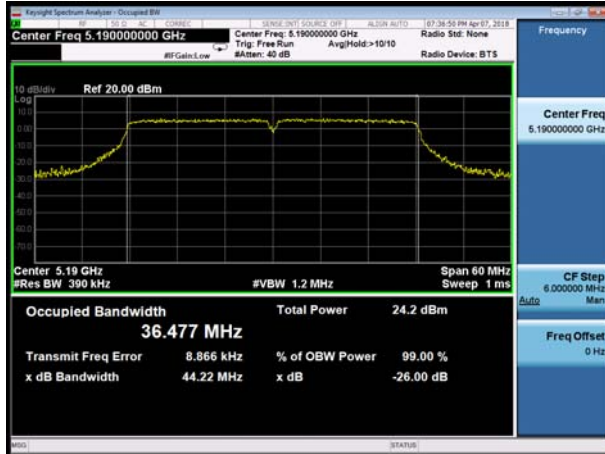 Keysight Spectrum Analyzer - Occupied BW
RF 50 Ω AC CORREC SENSE:INT SOURCE OFF ALIGN AUTO 07:36:50 PM Apr 07, 2018
Center Freq 5.190000000 GHz
Center Freq: 5.190000000 GHz
Radio Std: None
Trig: Free Run Avg|Hold:>10/10
#IFGain:Low #Atten: 40 dB Radio Device: BTS
Frequency
10 dB/div Ref 20.00 dBm
Log
10.0
0.00
-10.0
-20.0
-30.0
-40.0
-50.0
-60.0
-70.0
Center 5.19 GHz Span 60 MHz
#Res BW 390 kHz #VBW 1.2 MHz Sweep 1 ms
Occupied Bandwidth Total Power 24.2 dBm
36.477 MHz
Transmit Freq Error 8.866 kHz % of OBW Power 99.00 %
x dB Bandwidth 44.22 MHz x dB -26.00 dB
Center Freq
5.190000000 GHz
CF Step
6.000000 MHz
Auto Man
Freq Offset
0 Hz
MSG STATUS